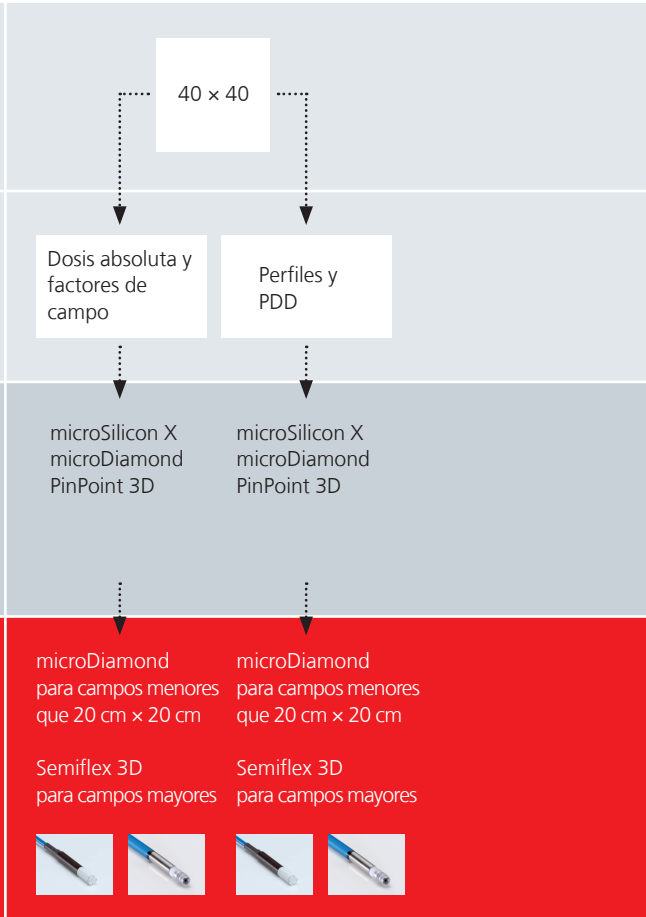 40 × 40
Dosis absoluta y
factores de
campo
Perfiles y
PDD
microSilicon X
microDiamond
PinPoint 3D
microSilicon X
microDiamond
PinPoint 3D
microDiamond
para campos menores
que 20 cm × 20 cm
Semiflex 3D
para campos mayores
microDiamond
para campos menores
que 20 cm × 20 cm
Semiflex 3D
para campos mayores